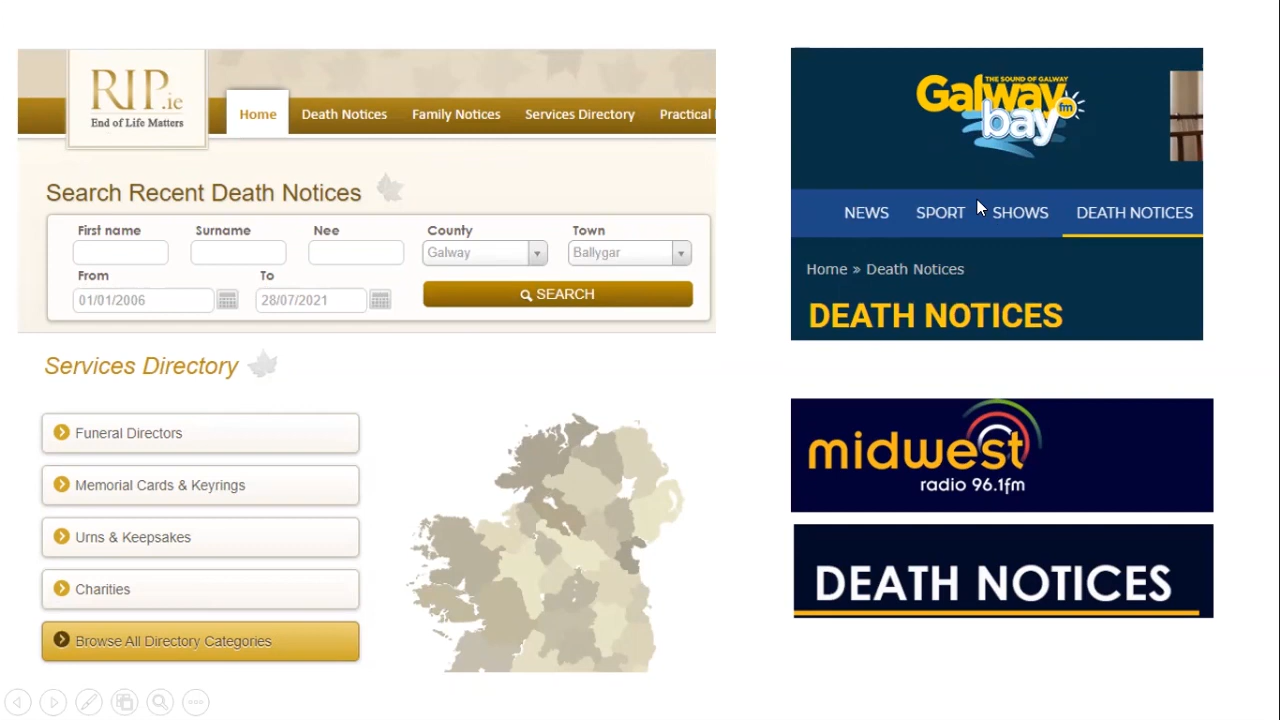 RIP.ie
End of Life Matters
Home Death Notices Family Notices Services Directory Practical
Search Recent Death Notices
First name Surname Nee County Town
Galway Ballygar
From To
01/01/2006 28/07/2021 SEARCH
Services Directory
Funeral Directors
Memorial Cards & Keyrings
Urns & Keepsakes
Charities
Browse All Directory Categories
THE SOUND OF GALWAY
Galway
bay fm
NEWS SPORT SHOWS DEATH NOTICES
Home » Death Notices
DEATH NOTICES
midwest
radio 96.1fm
DEATH NOTICES